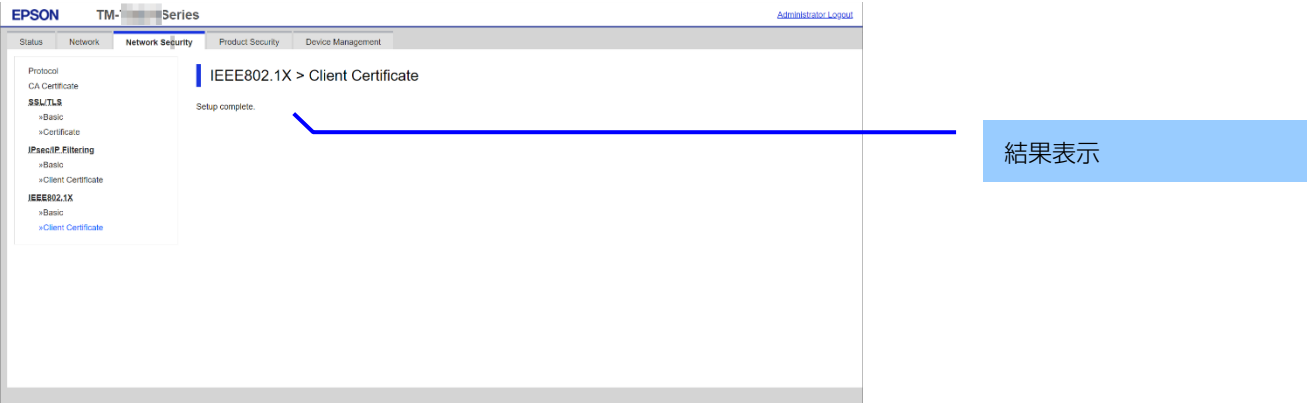 EPSON TM- Series Administrator Logout
Status Network Network Security Product Security Device Management
Protocol
CA Certificate
SSL/TLS
»Basic
»Certificate
IPsec/IP Filtering
»Basic
»Client Certificate
IEEE802.1X
»Basic
»Client Certificate
IEEE802.1X > Client Certificate
Setup complete.
結果表示